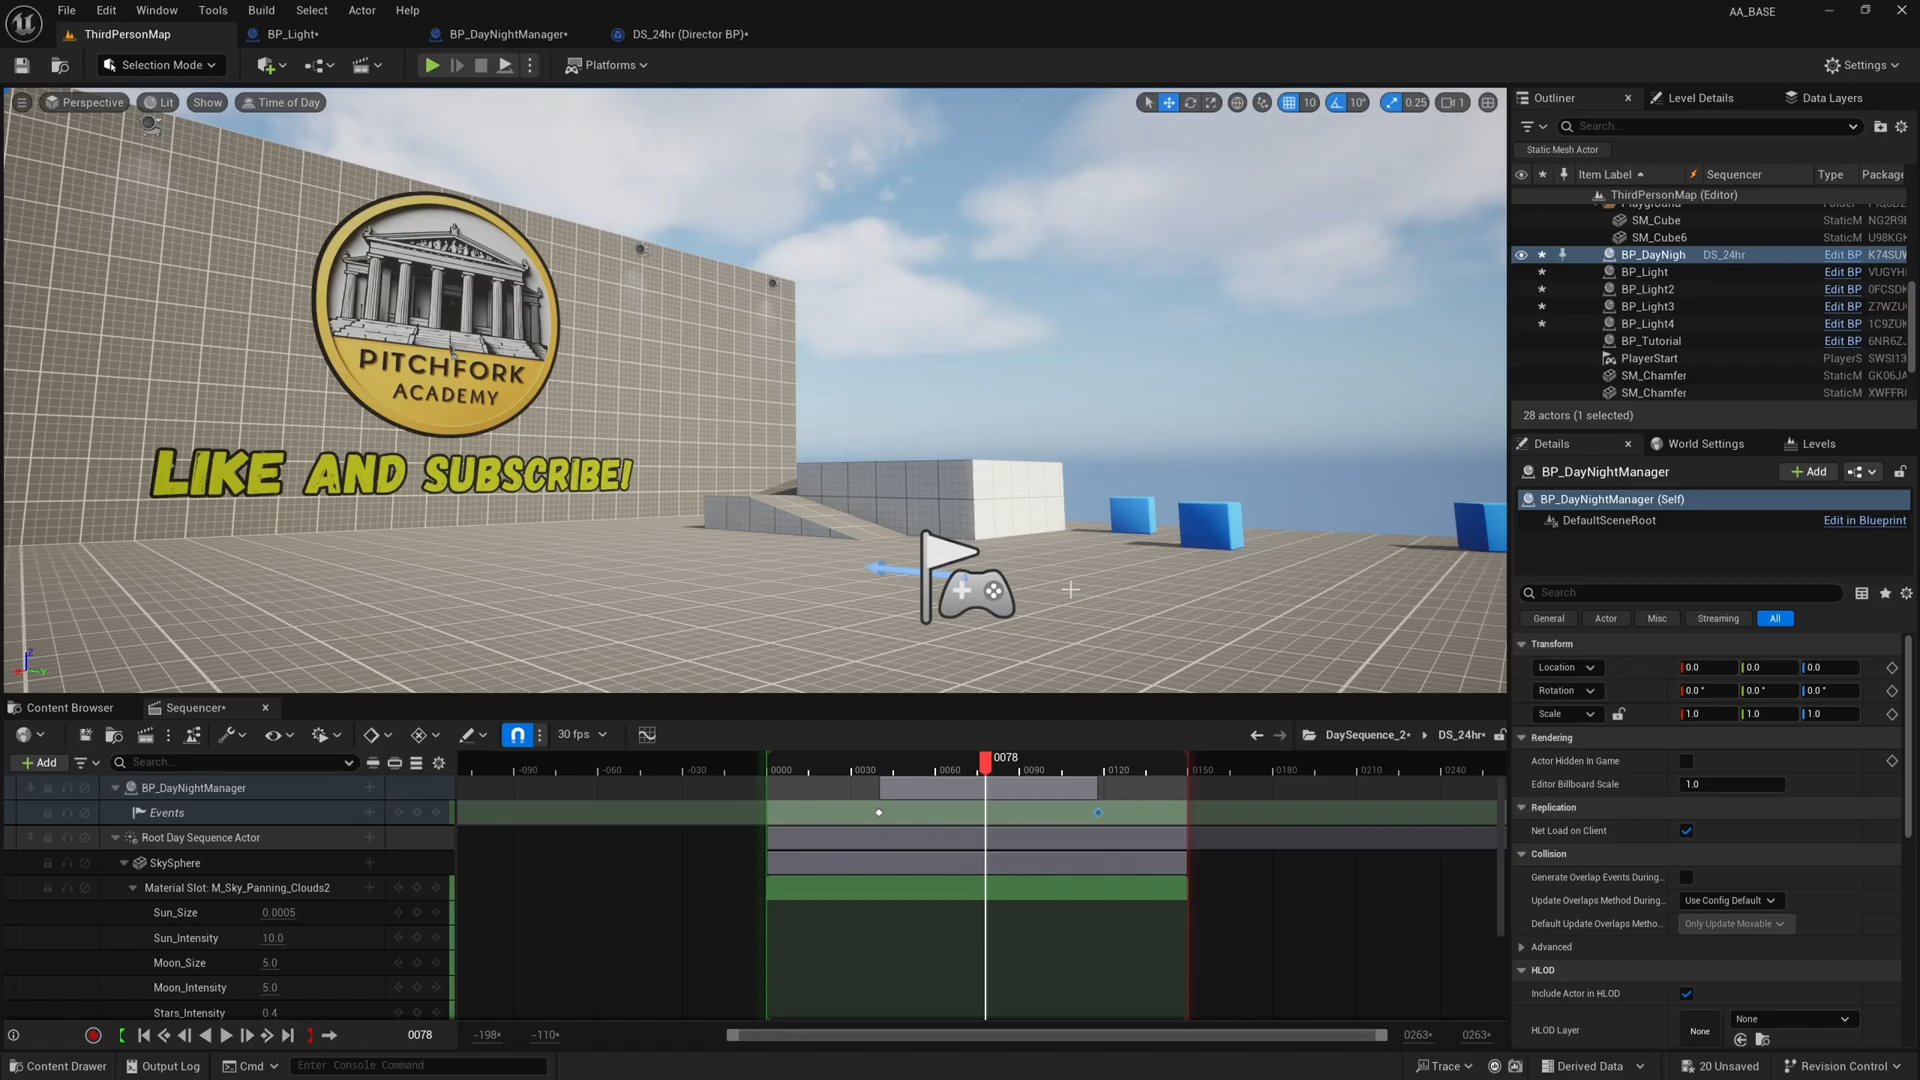 File Edit Window Tools Build Select Actor Help AA_BASE
ThirdPersonMap BP_Light* BP_DayNightManager* DS_24hr (Director BP)*
Selection Mode Platforms Settings
Perspective Lit Show Time of Day 10 10° 0.25 1
PITCHFORK
ACADEMY
LIKE AND SUBSCRIBE!
Outliner Level Details Data Layers
Search...
Static Mesh Actor
Item Label Sequencer Type Package
ThirdPersonMap (Editor)
SM_Cube StaticM NG2R9E
SM_Cube6 StaticM U98KGK
BP_DayNigh DS_24hr Edit BP K74SUW
BP_Light Edit BP VUGYHI
BP_Light2 Edit BP 0FCSDK
BP_Light3 Edit BP Z7WZU
BP_Light4 Edit BP 1C9ZUK
BP_Tutorial Edit BP 6NR6ZJ
PlayerStart PlayerS SWSI13
SM_Chamfer StaticM GK06JA
SM_Chamfer StaticM XWFFR
28 actors (1 selected)
Details World Settings Levels
BP_DayNightManager Add
BP_DayNightManager (Self)
DefaultSceneRoot Edit in Blueprint
Search
General Actor Misc Streaming All
Transform
Location 0.0 0.0 0.0
Rotation 0.0° 0.0° 0.0°
Scale 1.0 1.0 1.0
Rendering
Actor Hidden In Game
Editor Billboard Scale 1.0
Replication
Net Load on Client
Collision
Generate Overlap Events During...
Update Overlaps Method During... Use Config Default
Default Update Overlaps Metho... Only Update Movable
Advanced
HLOD
Include Actor in HLOD
HLOD Layer None None
Content Browser Sequencer*
30 fps DaySequence_2* DS_24hr*
Add Search... 0078
-090 -060 -030 0000 0030 0060 0090 0120 0150 0180 0210 0240
BP_DayNightManager
Events
Root Day Sequence Actor
SkySphere
Material Slot: M_Sky_Panning_Clouds2
Sun_Size 0.0005
Sun_Intensity 10.0
Moon_Size 5.0
Moon_Intensity 5.0
Stars_Intensity 0.4
0078 -198* -110* 0263* 0263*
Content Drawer Output Log Cmd Enter Console Command Trace Derived Data 20 Unsaved Revision Control